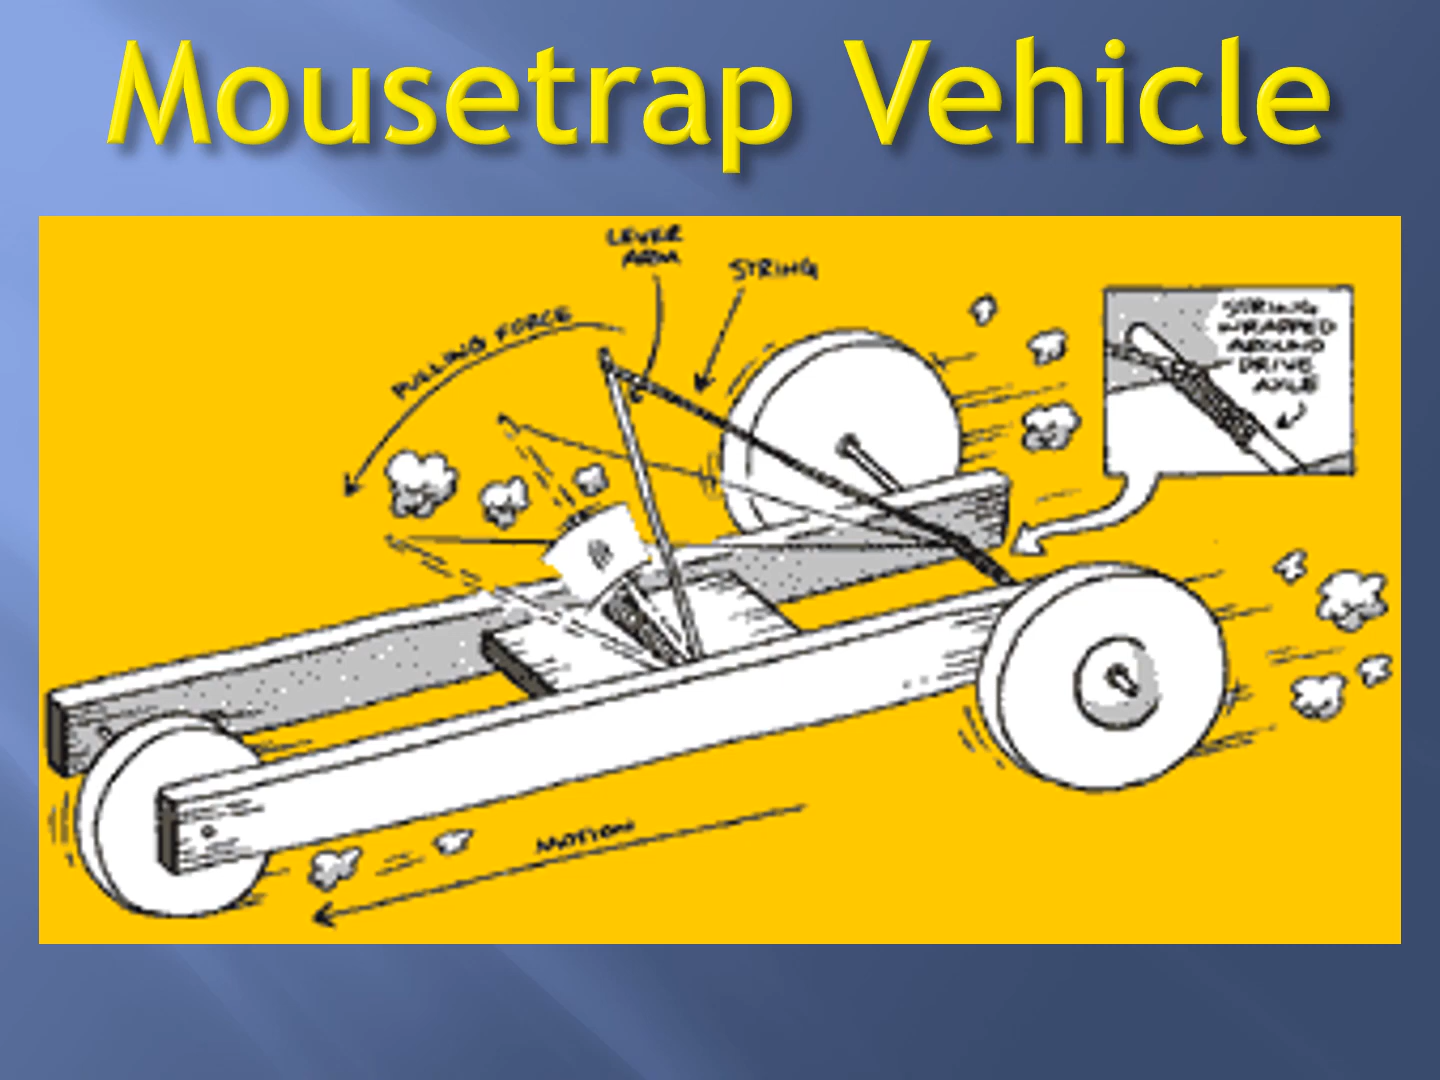 Mousetrap Vehicle
LEVER
ARM
STRING
PULLING FORCE
STRING
WRAPPED
AROUND
DRIVE
AXLE
MOTION